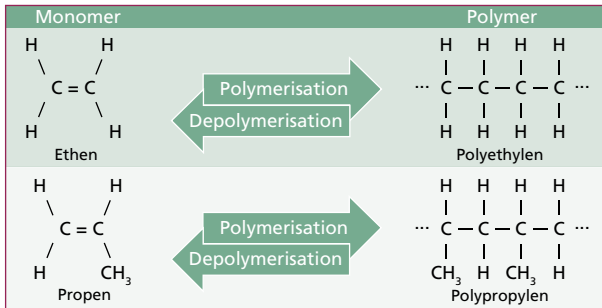 Monomer Polymer
H H H H H H
C = C Polymerisation ··· C — C — C — C ···
Depolymerisation
H H H H H H
Ethen Polyethylen
H H H H H H
C = C Polymerisation ··· C — C — C — C ···
Depolymerisation
H CH₃ CH₃ H CH₃ H
Propen Polypropylen